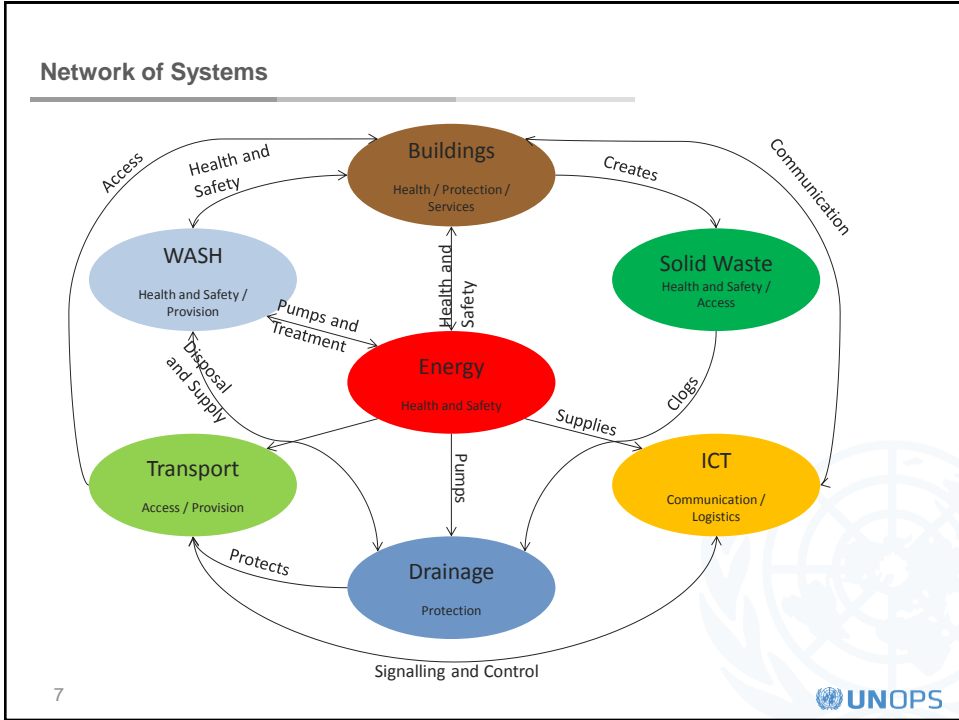 Network of Systems
Buildings
Health / Protection /
Services
Access
Health and
Safety
Creates
Communication
WASH
Health and Safety /
Provision
Solid Waste
Health and Safety /
Access
Health and
Safety
Pumps and
Treatment
Energy
Health and Safety
Disposal
and Supply
Supplies
Clogs
Transport
Access / Provision
Pumps
ICT
Communication /
Logistics
Protects
Drainage
Protection
Signalling and Control
7
UNOPS